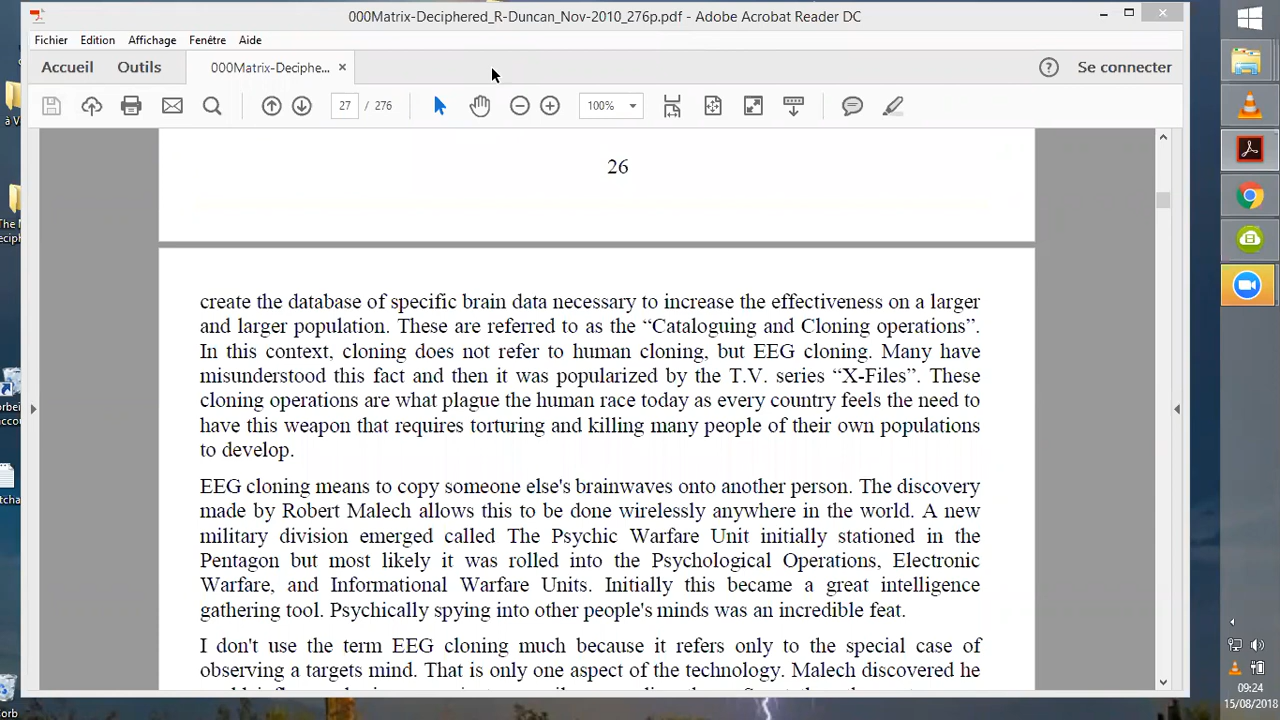 000Matrix-Deciphered_R-Duncan_Nov-2010_276p.pdf - Adobe Acrobat Reader DC
Fichier Edition Affichage Fenêtre Aide
Accueil Outils 000Matrix-Deciphe... Se connecter
27 / 276 100%
26
create the database of specific brain data necessary to increase the effectiveness on a larger
and larger population. These are referred to as the “Cataloguing and Cloning operations”.
In this context, cloning does not refer to human cloning, but EEG cloning. Many have
misunderstood this fact and then it was popularized by the T.V. series “X-Files”. These
cloning operations are what plague the human race today as every country feels the need to
have this weapon that requires torturing and killing many people of their own populations
to develop.
EEG cloning means to copy someone else's brainwaves onto another person. The discovery
made by Robert Malech allows this to be done wirelessly anywhere in the world. A new
military division emerged called The Psychic Warfare Unit initially stationed in the
Pentagon but most likely it was rolled into the Psychological Operations, Electronic
Warfare, and Informational Warfare Units. Initially this became a great intelligence
gathering tool. Psychically spying into other people's minds was an incredible feat.
I don't use the term EEG cloning much because it refers only to the special case of
observing a targets mind. That is only one aspect of the technology. Malech discovered he
09:24
15/08/2018